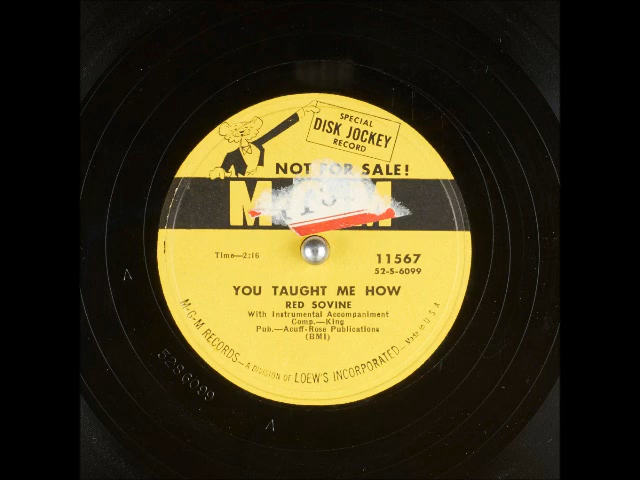 SPECIAL
DISK JOCKEY
RECORD
NOT FOR SALE!
M-G-M
Time—2:16
11567
52-S-6099
YOU TAUGHT ME HOW
RED SOVINE
With Instrumental Accompaniment
Comp.—King
Pub.—Acuff-Rose Publications
(BMI)
M-G-M RECORDS—A DIVISION OF LOEW'S INCORPORATED—Made in U.S.A
52S6099